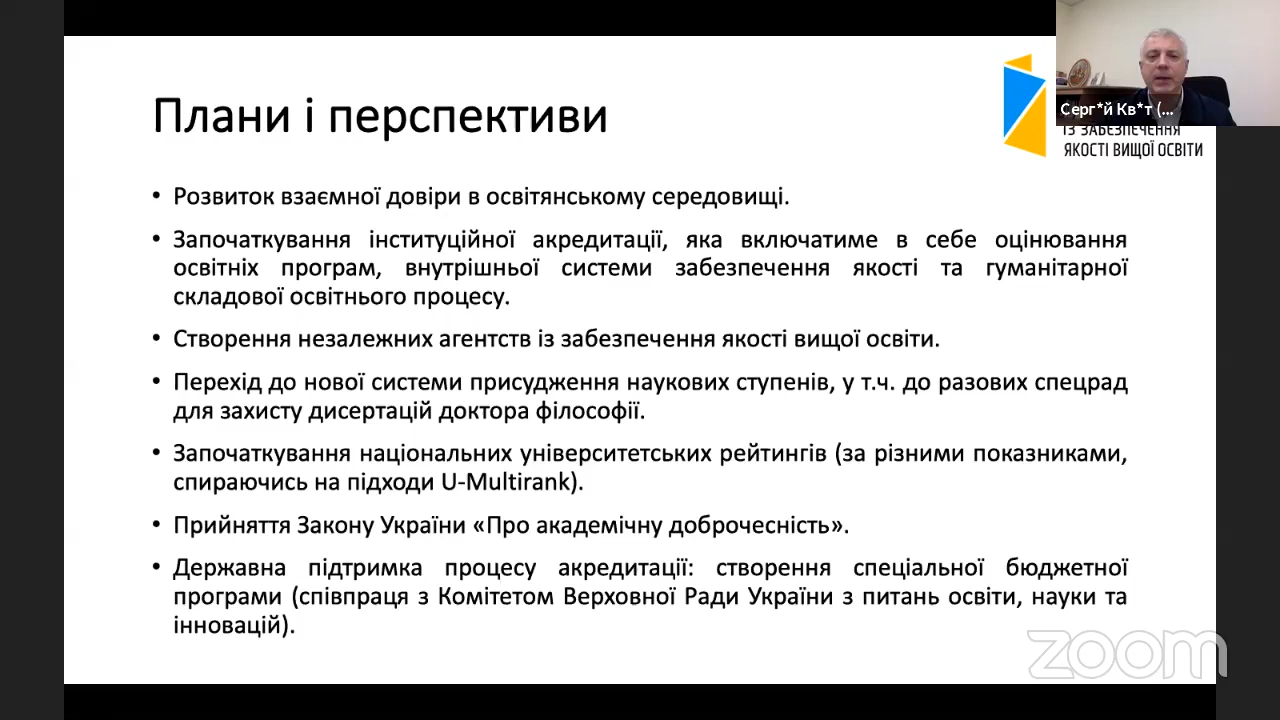 Плани і перспективи
Серг*й Кв*т (...
ІЗ ЗАБЕЗПЕЧЕННЯ
ЯКОСТІ ВИЩОЇ ОСВІТИ
• Розвиток взаємної довіри в освітянському середовищі.
• Започаткування інституційної акредитації, яка включатиме в себе оцінювання
освітніх програм, внутрішньої системи забезпечення якості та гуманітарної
складової освітнього процесу.
• Створення незалежних агентств із забезпечення якості вищої освіти.
• Перехід до нової системи присудження наукових ступенів, у т.ч. до разових спецрад
для захисту дисертацій доктора філософії.
• Започаткування національних університетських рейтингів (за різними показниками,
спираючись на підходи U-Multirank).
• Прийняття Закону України «Про академічну доброчесність».
• Державна підтримка процесу акредитації: створення спеціальної бюджетної
програми (співпраця з Комітетом Верховної Ради України з питань освіти, науки та
інновацій).
zoom